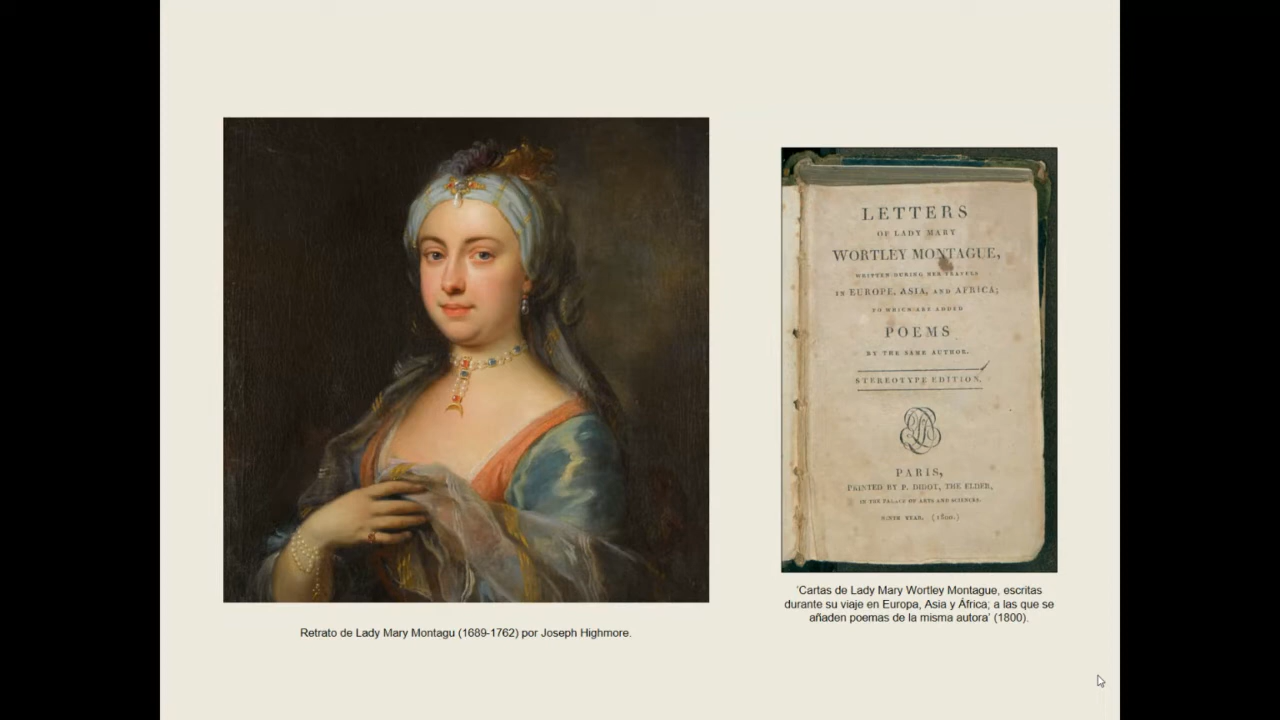 LETTERS
OF LADY MARY
WORTLEY MONTAGUE,
WRITTEN DURING HER TRAVELS
IN EUROPE, ASIA, AND AFRICA;
TO WHICH ARE ADDED
POEMS
BY THE SAME AUTHOR.
STEREOTYPE EDITION.
PARIS,
PRINTED BY P. DIDOT, THE ELDER,
IN THE PALACE OF ARTS AND SCIENCES.
NINTH YEAR. (1800.)
'Cartas de Lady Mary Wortley Montague, escritas
durante su viaje en Europa, Asia y África; a las que se
añaden poemas de la misma autora' (1800).
Retrato de Lady Mary Montagu (1689-1762) por Joseph Highmore.